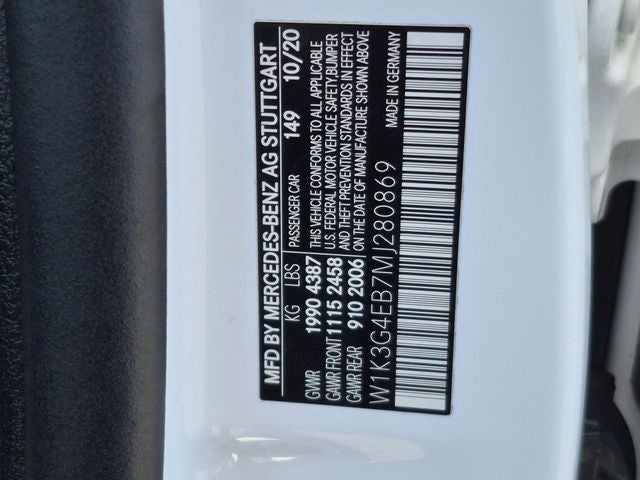 MFD BY MERCEDES-BENZ AG STUTTGART
KG LBS PASSENGER CAR 149 10/20
GWR 1990 4387 THIS VEHICLE CONFORMS TO ALL APPLICABLE
GAWR FRONT 1115 2458 U.S. FEDERAL MOTOR VEHICLE SAFETY,BUMPER
GAWR REAR 910 2006 AND THEFT PREVENTION STANDARDS IN EFFECT
ON THE DATE OF MANUFACTURE SHOWN ABOVE
W1K3G4EB7MJ280869 MADE IN GERMANY